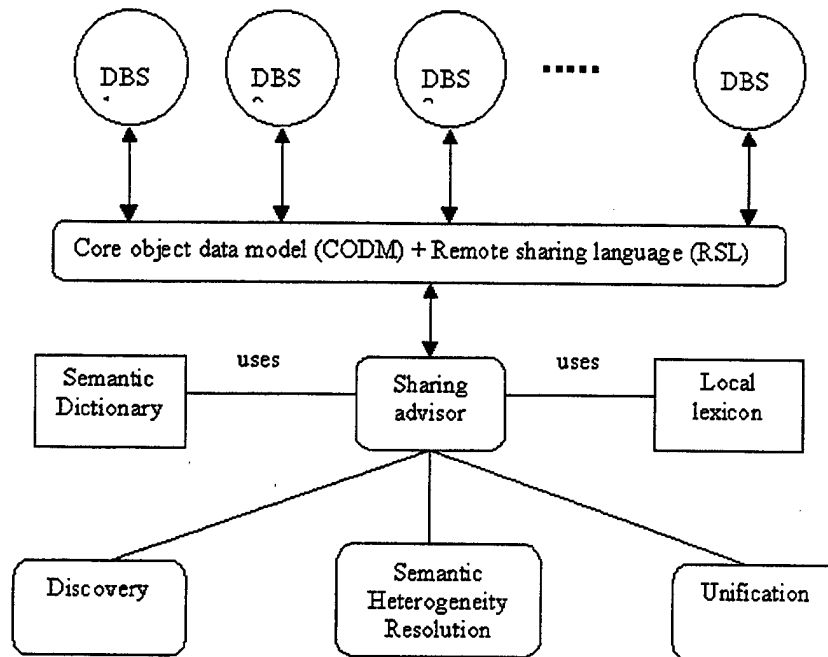 DBS
DBS
DBS
DBS
Core object data model (CODM) + Remote sharing language (RSL)
uses
uses
Semantic
Dictionary
Sharing
advisor
Local
lexicon
Discovery
Semantic
Heterogeneity
Resolution
Unification